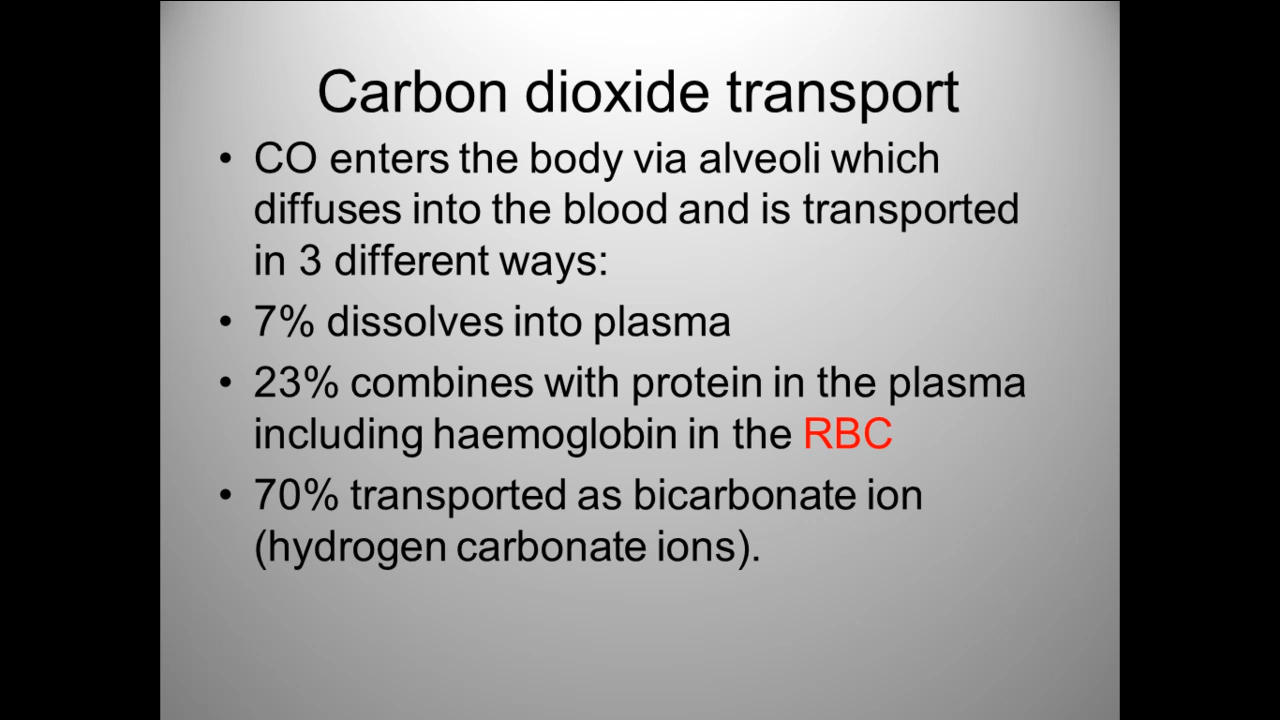 Carbon dioxide transport
• CO enters the body via alveoli which
diffuses into the blood and is transported
in 3 different ways:
• 7% dissolves into plasma
• 23% combines with protein in the plasma
including haemoglobin in the RBC
• 70% transported as bicarbonate ion
(hydrogen carbonate ions).